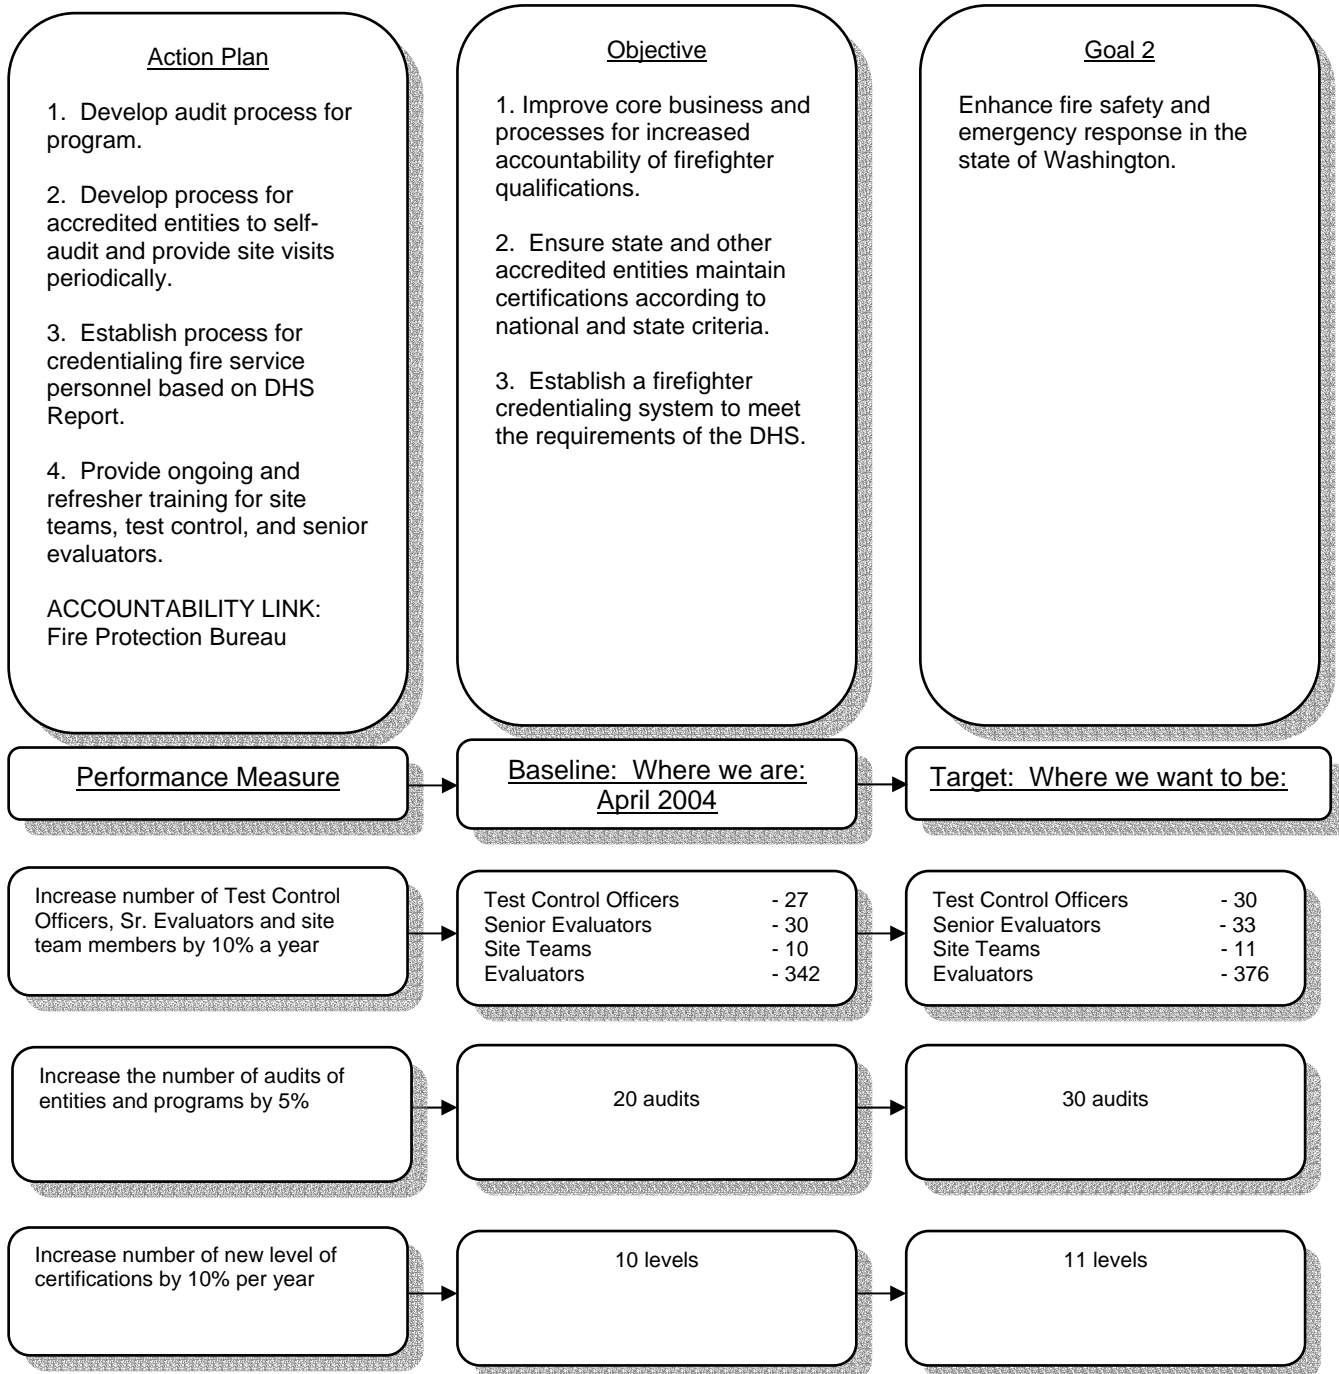 Action Plan
1. Develop audit process for
program.
2. Develop process for
accredited entities to self-
audit and provide site visits
periodically.
3. Establish process for
credentialing fire service
personnel based on DHS
Report.
4. Provide ongoing and
refresher training for site
teams, test control, and senior
evaluators.
ACCOUNTABILITY LINK:
Fire Protection Bureau
Objective
1. Improve core business and
processes for increased
accountability of firefighter
qualifications.
2. Ensure state and other
accredited entities maintain
certifications according to
national and state criteria.
3. Establish a firefighter
credentialing system to meet
the requirements of the DHS.
Goal 2
Enhance fire safety and
emergency response in the
state of Washington.
Performance Measure
Baseline: Where we are:
April 2004
Target: Where we want to be:
Increase number of Test Control
Officers, Sr. Evaluators and site
team members by 10% a year
Test Control Officers - 27
Senior Evaluators - 30
Site Teams - 10
Evaluators - 342
Test Control Officers - 30
Senior Evaluators - 33
Site Teams - 11
Evaluators - 376
Increase the number of audits of
entities and programs by 5%
20 audits
30 audits
Increase number of new level of
certifications by 10% per year
10 levels
11 levels